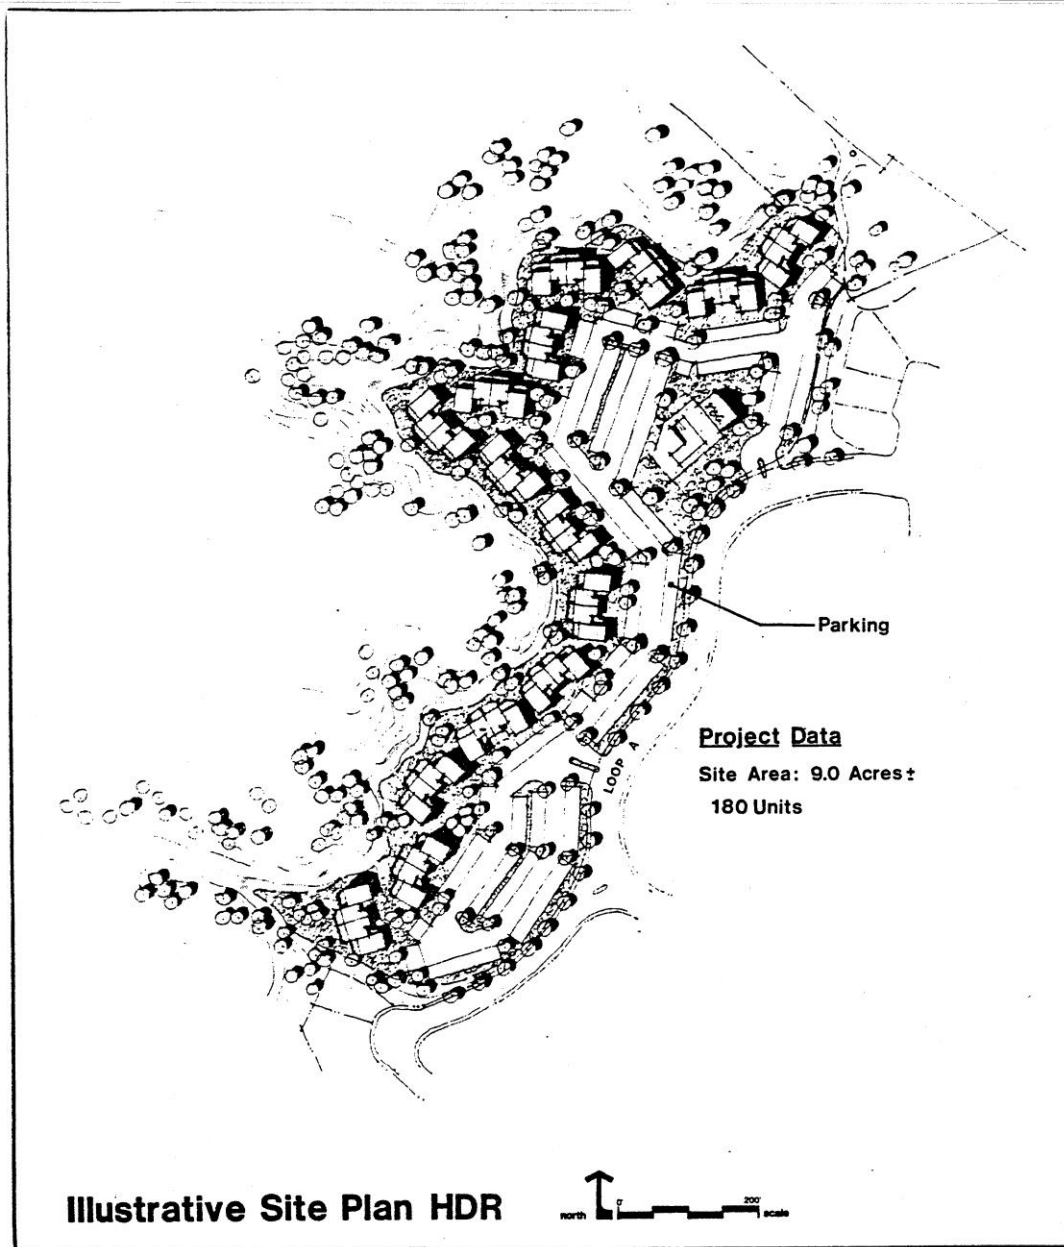 Parking
Project Data
Site Area: 9.0 Acres ±
180 Units
LOOP A
Illustrative Site Plan HDR
north 0' 200' scale